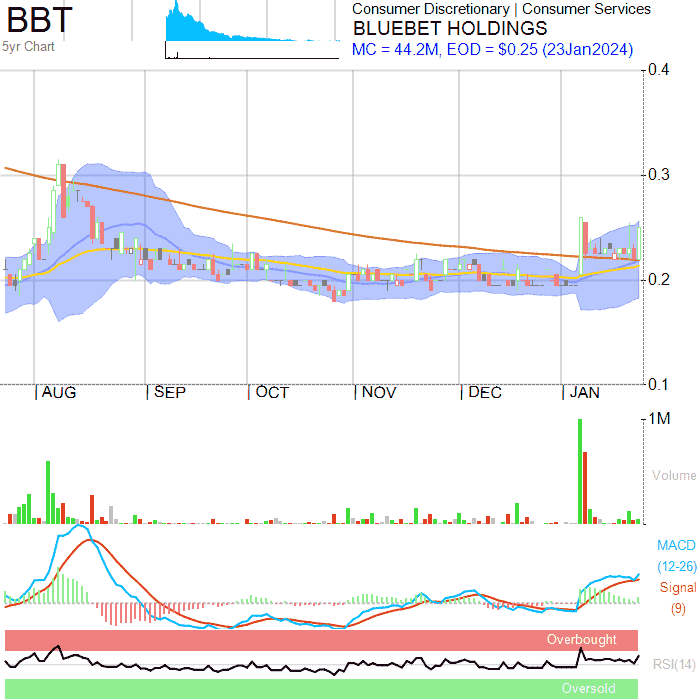 BBT
5yr Chart
Consumer Discretionary | Consumer Services
BLUEBET HOLDINGS
MC = 44.2M, EOD = $0.25 (23Jan2024)
0.4
0.3
0.2
0.1
AUG SEP OCT NOV DEC JAN
1M
Volume
MACD
(12-26)
Signal
(9)
Overbought
RSI(14)
Oversold